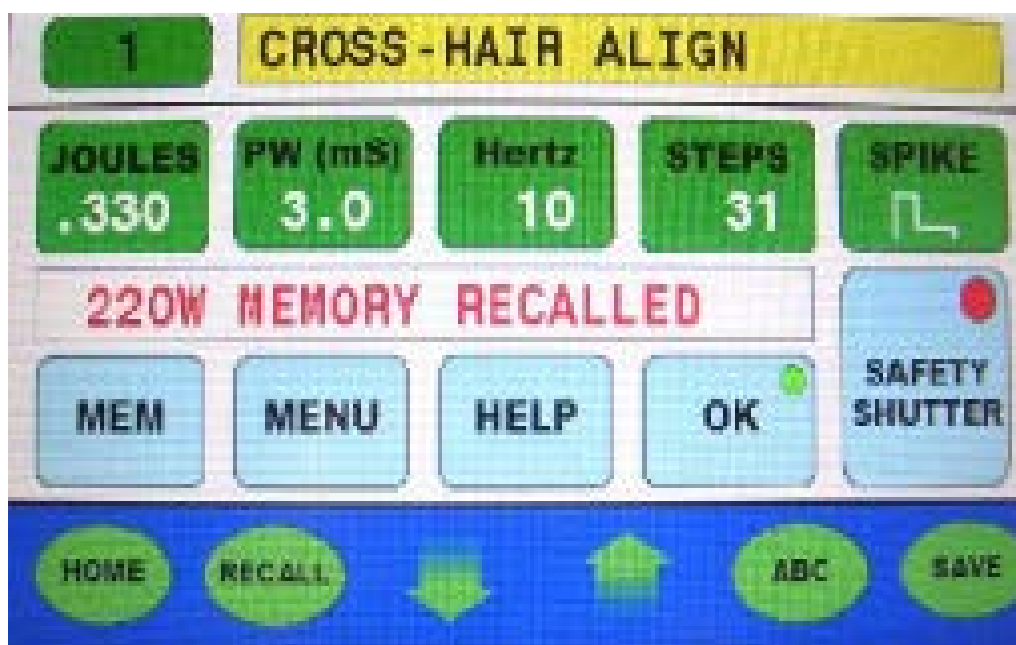 1 CROSS-HAIR ALIGN
JOULES PW (mS) Hertz STEPS SPIKE
.330 3.0 10 31
220W MEMORY RECALLED
SAFETY
SHUTTER
MEM MENU HELP OK
HOME RECALL ABC SAVE